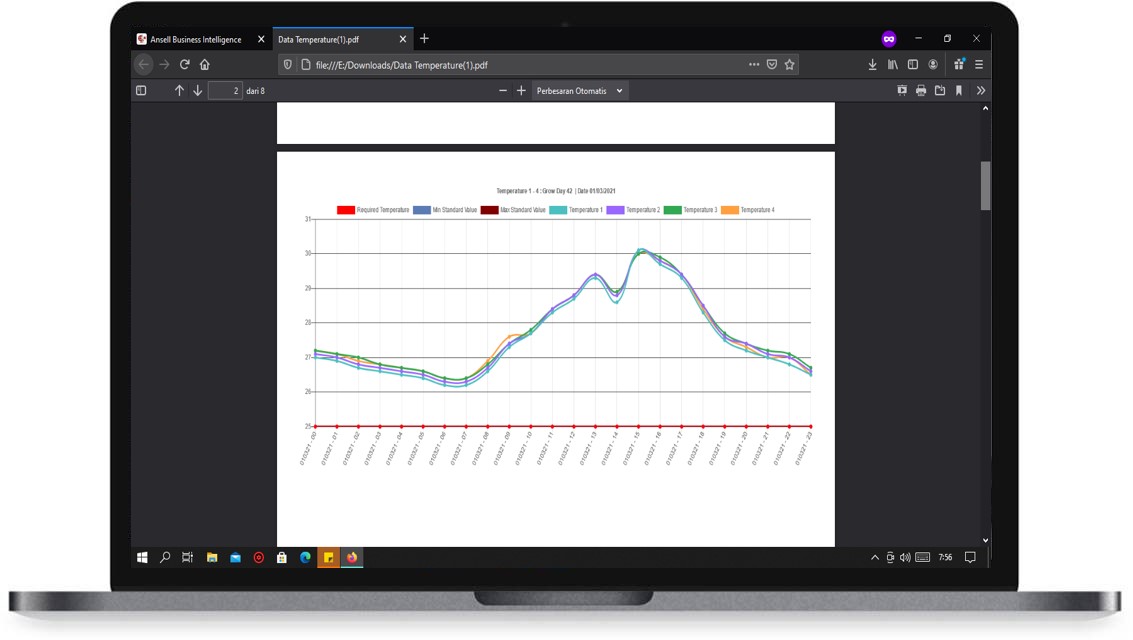 Ansell Business Intelligence
Data Temperature(1).pdf
file:///E:/Downloads/Data Temperature(1).pdf
2 dari 8
Perbesaran Otomatis
Temperature 1 - 4 : Grow Day 42 | Date 01/03/2021
Required Temperature Min Standard Value Max Standard Value Temperature 1 Temperature 2 Temperature 3 Temperature 4
31
30
29
28
27
26
25
010321 - 00 010321 - 01 010321 - 02 010321 - 03 010321 - 04 010321 - 05 010321 - 06 010321 - 07 010321 - 08 010321 - 09 010321 - 10 010321 - 11 010321 - 12 010321 - 13 010321 - 14 010321 - 15 010321 - 16 010321 - 17 010321 - 18 010321 - 19 010321 - 20 010321 - 21 010321 - 22 010321 - 23
7:56